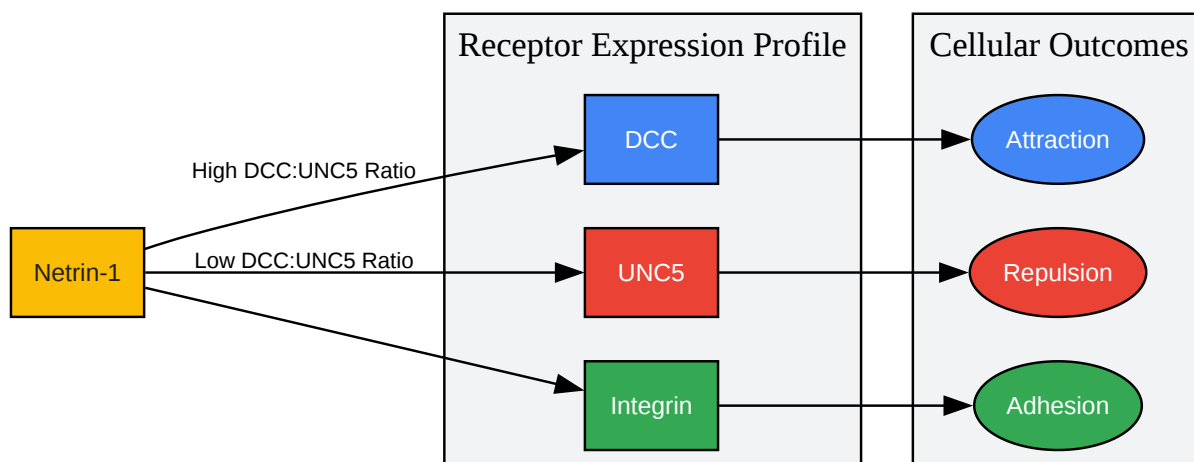 Receptor Expression Profile
Cellular Outcomes
DCC
Attraction
High DCC:UNC5 Ratio
Netrin-1
Low DCC:UNC5 Ratio
UNC5
Repulsion
Integrin
Adhesion